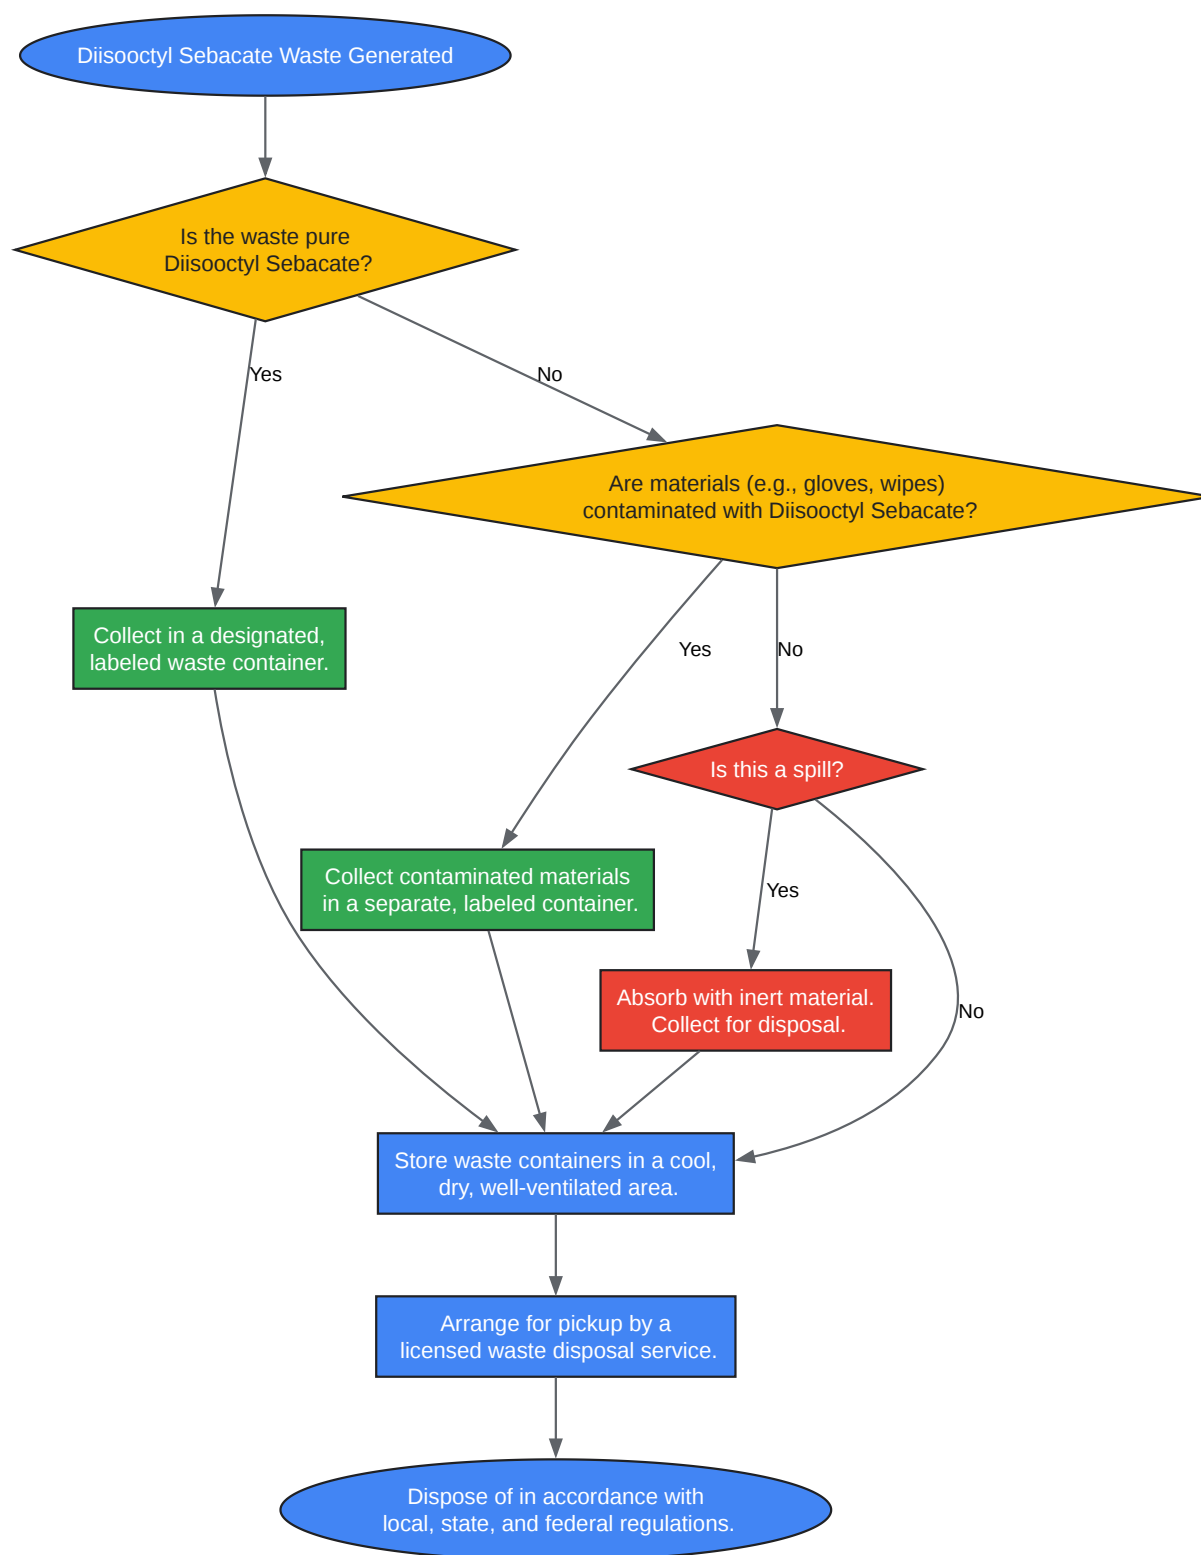 Diisooctyl Sebacate Waste Generated
Is the waste pure
Diisooctyl Sebacate?
Yes
No
Are materials (e.g., gloves, wipes)
contaminated with Diisooctyl Sebacate?
Collect in a designated,
labeled waste container.
Yes
No
Is this a spill?
Collect contaminated materials
in a separate, labeled container.
Yes
Absorb with inert material.
Collect for disposal.
No
Store waste containers in a cool,
dry, well-ventilated area.
Arrange for pickup by a
licensed waste disposal service.
Dispose of in accordance with
local, state, and federal regulations.